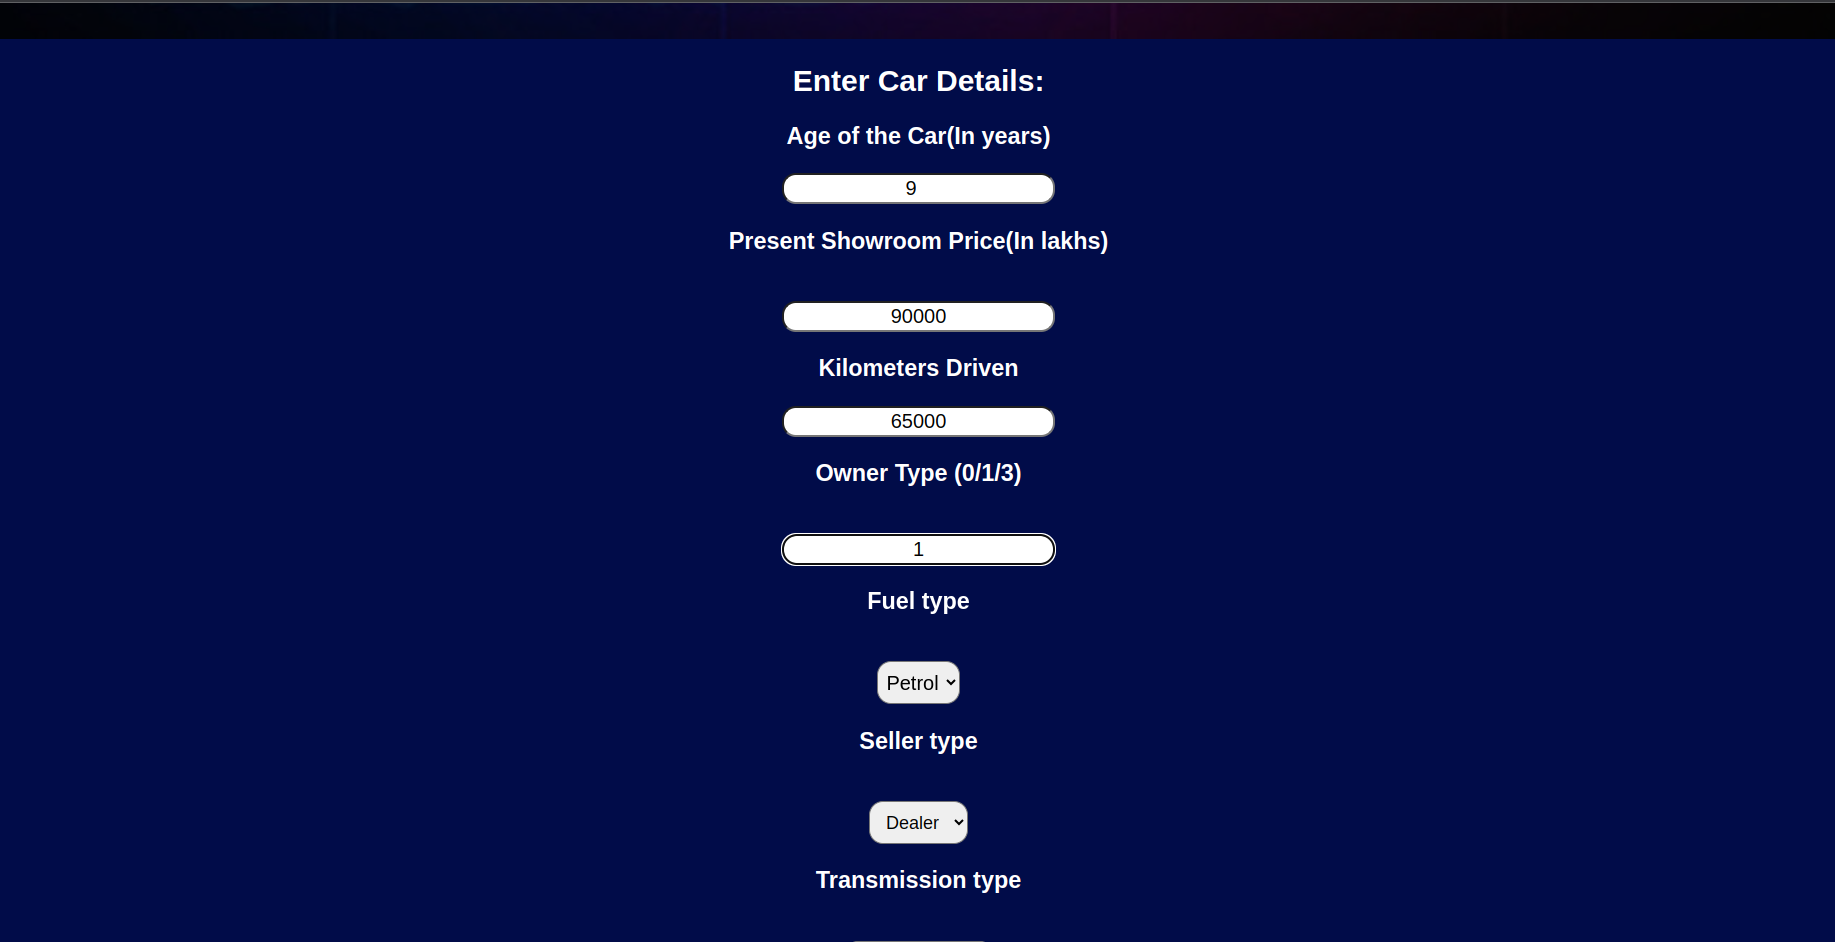 Enter Car Details:
Age of the Car(In years)
9
Present Showroom Price(In lakhs)
90000
Kilometers Driven
65000
Owner Type (0/1/3)
1
Fuel type
Petrol
Seller type
Dealer
Transmission type